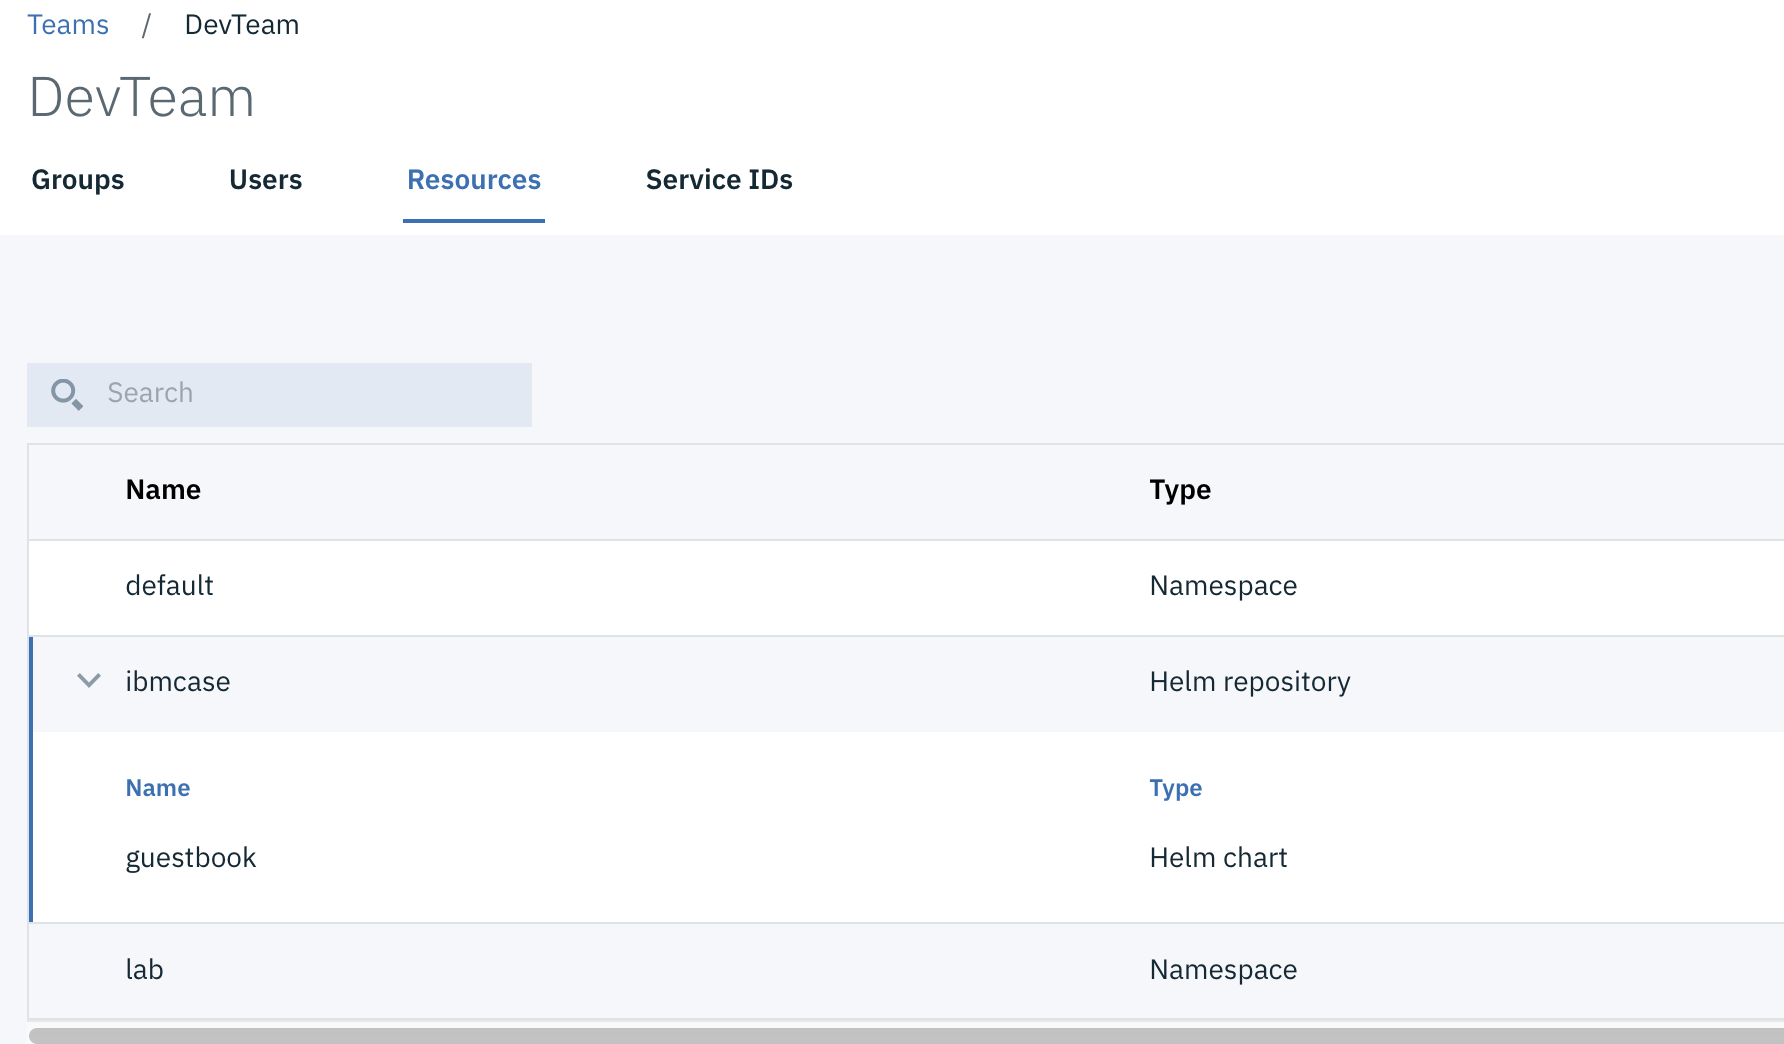 Teams / DevTeam
DevTeam
Groups Users Resources Service IDs
Search
Name Type
default Namespace
ibmcase Helm repository
Name Type
guestbook Helm chart
lab Namespace